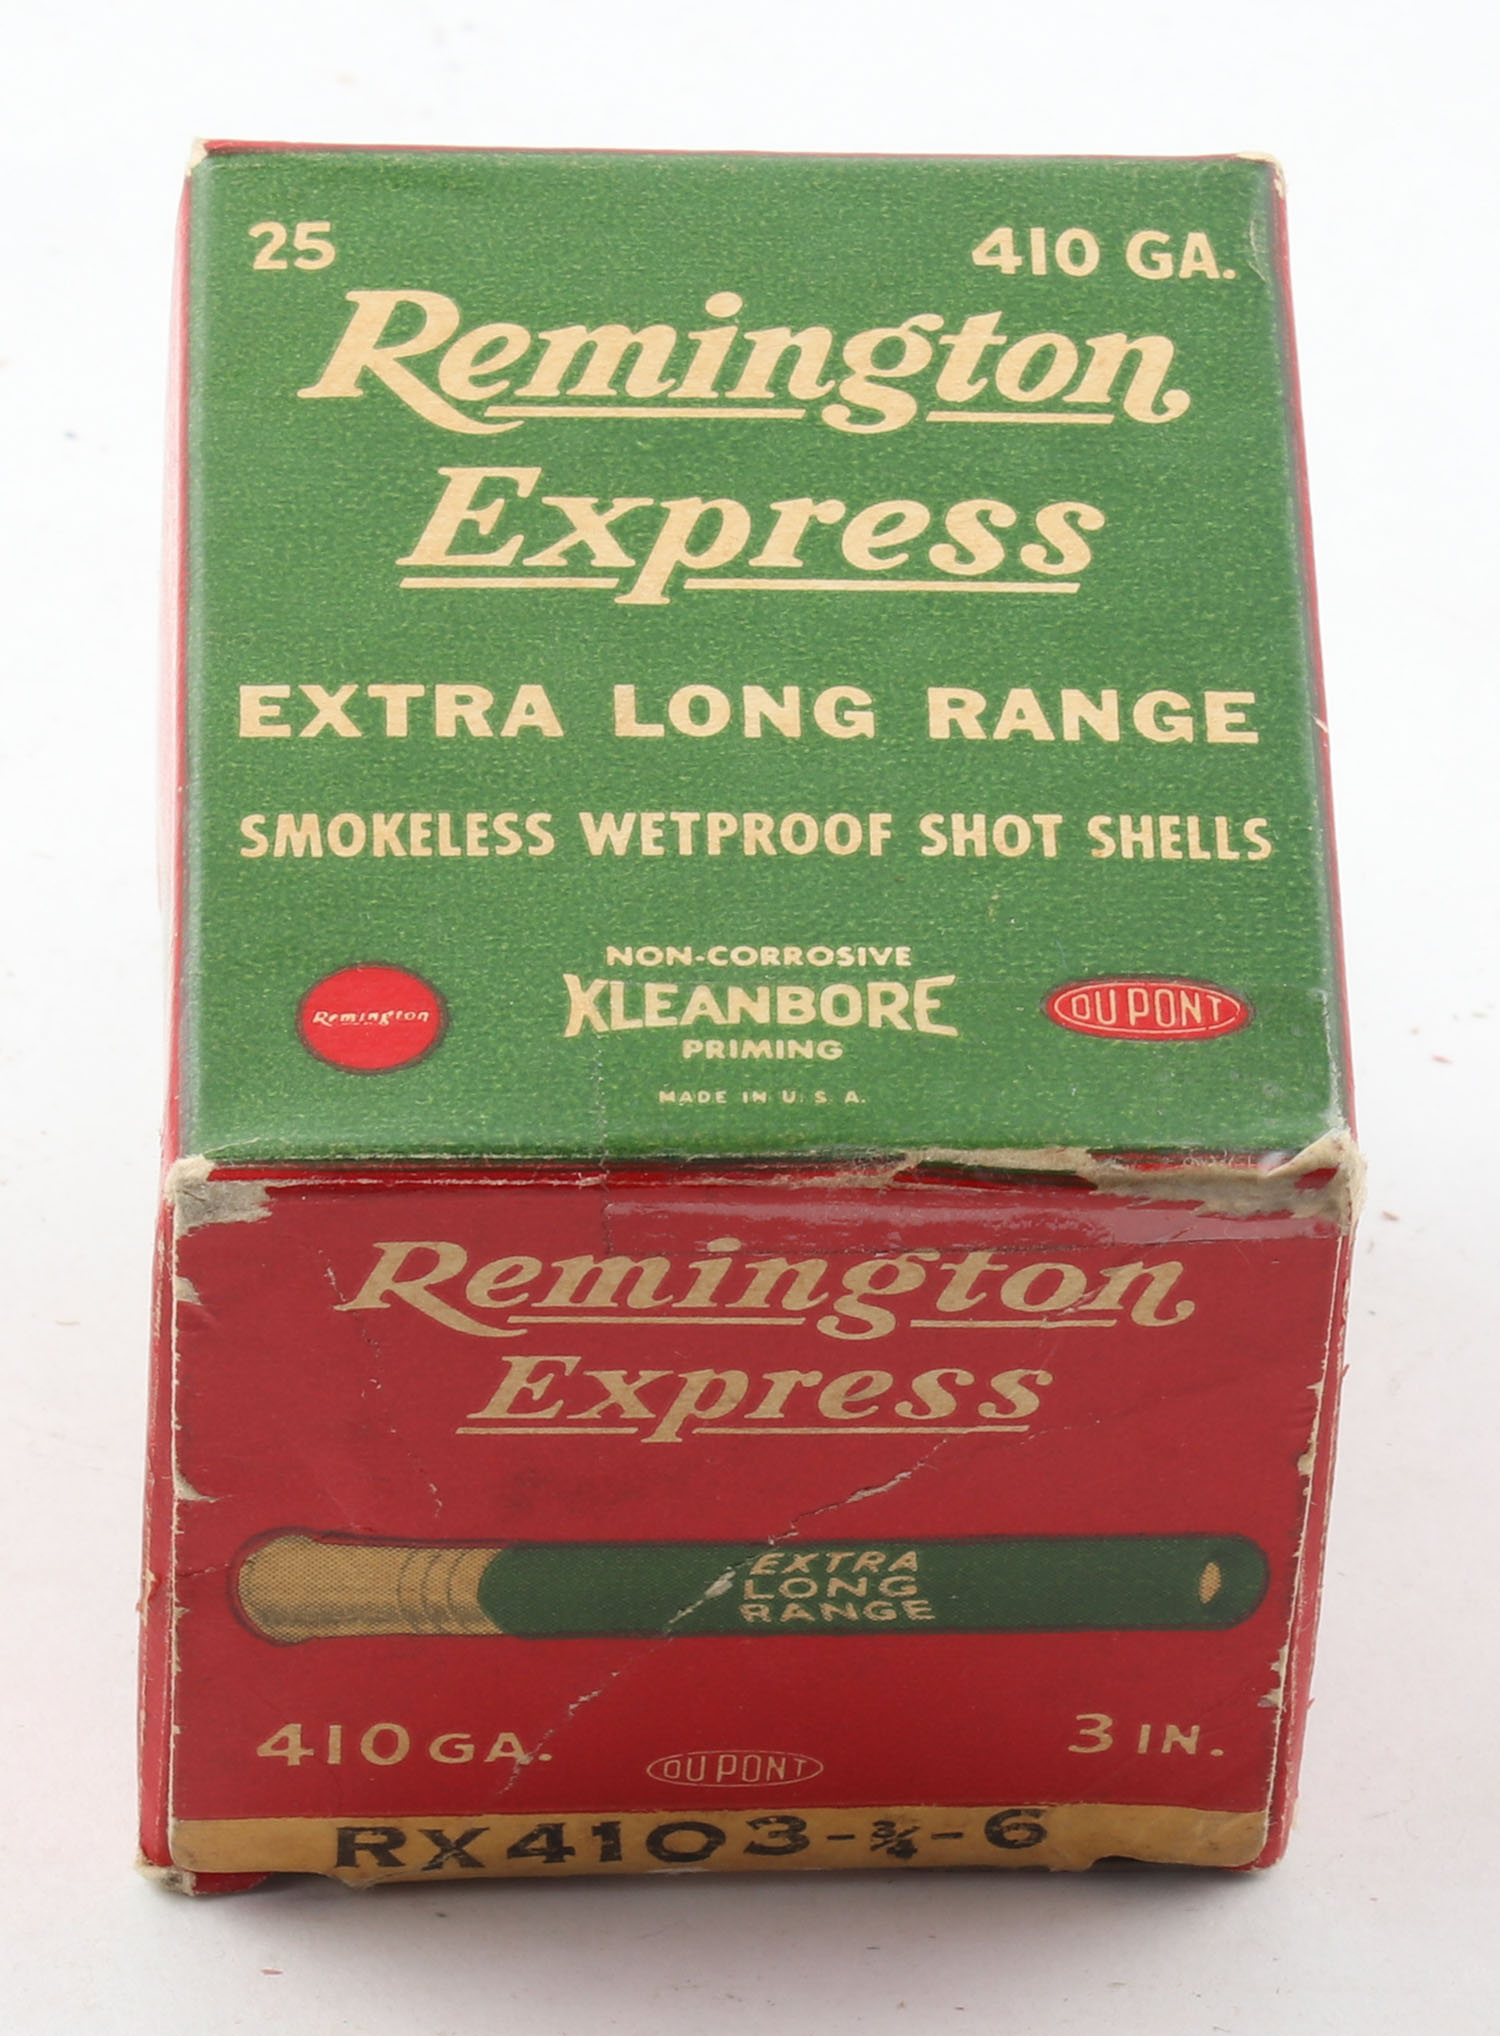 25 410 GA.
Remington
Express
EXTRA LONG RANGE
SMOKELESS WETPROOF SHOT SHELLS
Remington
NON-CORROSIVE
KLEANBORE
PRIMING
DU PONT
MADE IN U. S. A.
Remington
Express
EXTRA
LONG
RANGE
410 GA. 3 IN.
DU PONT
RX4103-¾-6